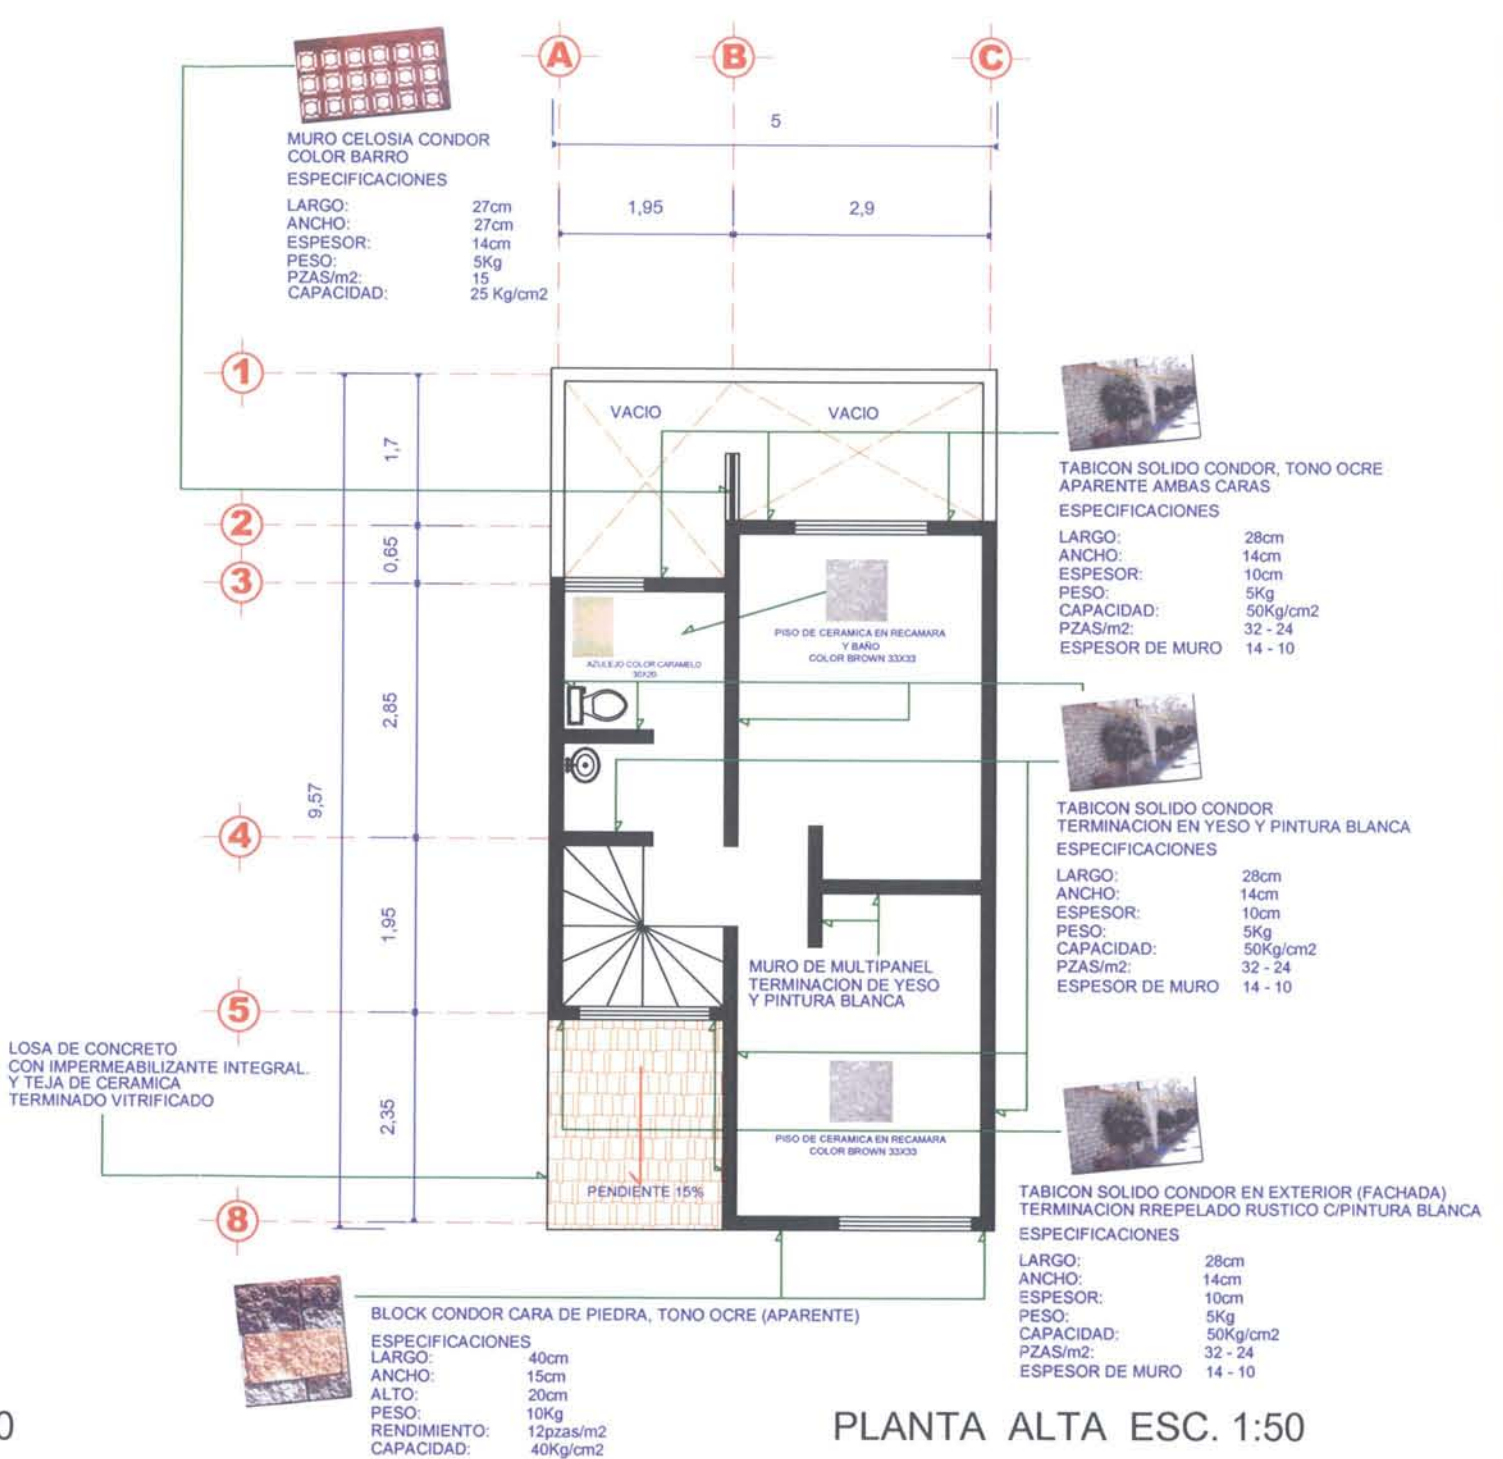 A
B
C
5
1,95
2,9
MURO CELOSIA CONDOR
COLOR BARRO
ESPECIFICACIONES
LARGO: 27cm
ANCHO: 27cm
ESPESOR: 14cm
PESO: 5Kg
PZAS/m2: 15
CAPACIDAD: 25 Kg/cm2
1
2
3
4
5
8
1,7
0,65
2,85
9,57
1,95
2,35
VACIO
VACIO
TABICON SOLIDO CONDOR, TONO OCRE
APARENTE AMBAS CARAS
ESPECIFICACIONES
LARGO: 28cm
ANCHO: 14cm
ESPESOR: 10cm
PESO: 5Kg
CAPACIDAD: 50Kg/cm2
PZAS/m2: 32 - 24
ESPESOR DE MURO 14 - 10
PISO DE CERAMICA EN RECAMARA
Y BAÑO
COLOR BROWN 33X33
AZULEJO COLOR CARAMELO
30X20
TABICON SOLIDO CONDOR
TERMINACION EN YESO Y PINTURA BLANCA
ESPECIFICACIONES
LARGO: 28cm
ANCHO: 14cm
ESPESOR: 10cm
PESO: 5Kg
CAPACIDAD: 50Kg/cm2
PZAS/m2: 32 - 24
ESPESOR DE MURO 14 - 10
MURO DE MULTIPANEL
TERMINACION DE YESO
Y PINTURA BLANCA
LOSA DE CONCRETO
CON IMPERMEABILIZANTE INTEGRAL.
Y TEJA DE CERAMICA
TERMINADO VITRIFICADO
PISO DE CERAMICA EN RECAMARA
COLOR BROWN 33X33
PENDIENTE 15%
TABICON SOLIDO CONDOR EN EXTERIOR (FACHADA)
TERMINACION RREPELADO RUSTICO C/PINTURA BLANCA
ESPECIFICACIONES
LARGO: 28cm
ANCHO: 14cm
ESPESOR: 10cm
PESO: 5Kg
CAPACIDAD: 50Kg/cm2
PZAS/m2: 32 - 24
ESPESOR DE MURO 14 - 10
BLOCK CONDOR CARA DE PIEDRA, TONO OCRE (APARENTE)
ESPECIFICACIONES
LARGO: 40cm
ANCHO: 15cm
ALTO: 20cm
PESO: 10Kg
RENDIMIENTO: 12pzas/m2
CAPACIDAD: 40Kg/cm2
0
PLANTA ALTA ESC. 1:50